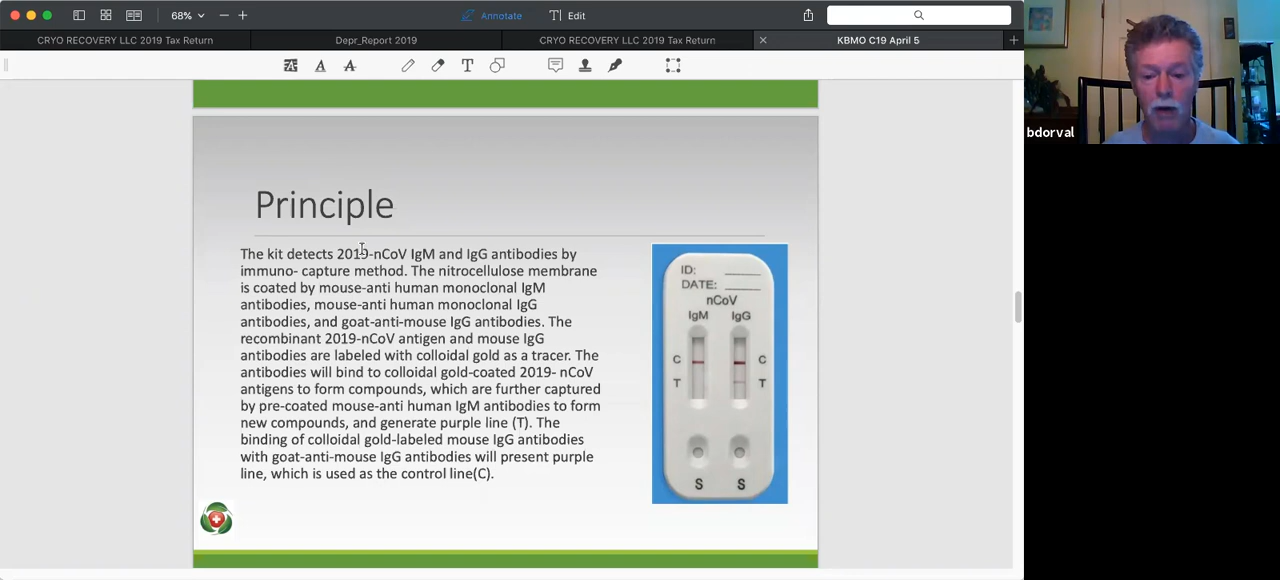 68%
Annotate
Edit
CRYO RECOVERY LLC 2019 Tax Return
Depr_Report 2019
CRYO RECOVERY LLC 2019 Tax Return
KBMO C19 April 5
bdorval
Principle
The kit detects 2019-nCoV IgM and IgG antibodies by
immuno- capture method. The nitrocellulose membrane
is coated by mouse-anti human monoclonal IgM
antibodies, mouse-anti human monoclonal IgG
antibodies, and goat-anti-mouse IgG antibodies. The
recombinant 2019-nCoV antigen and mouse IgG
antibodies are labeled with colloidal gold as a tracer. The
antibodies will bind to colloidal gold-coated 2019- nCoV
antigens to form compounds, which are further captured
by pre-coated mouse-anti human IgM antibodies to form
new compounds, and generate purple line (T). The
binding of colloidal gold-labeled mouse IgG antibodies
with goat-anti-mouse IgG antibodies will present purple
line, which is used as the control line(C).
ID:
DATE:
nCoV
IgM IgG
C C
T T
S S